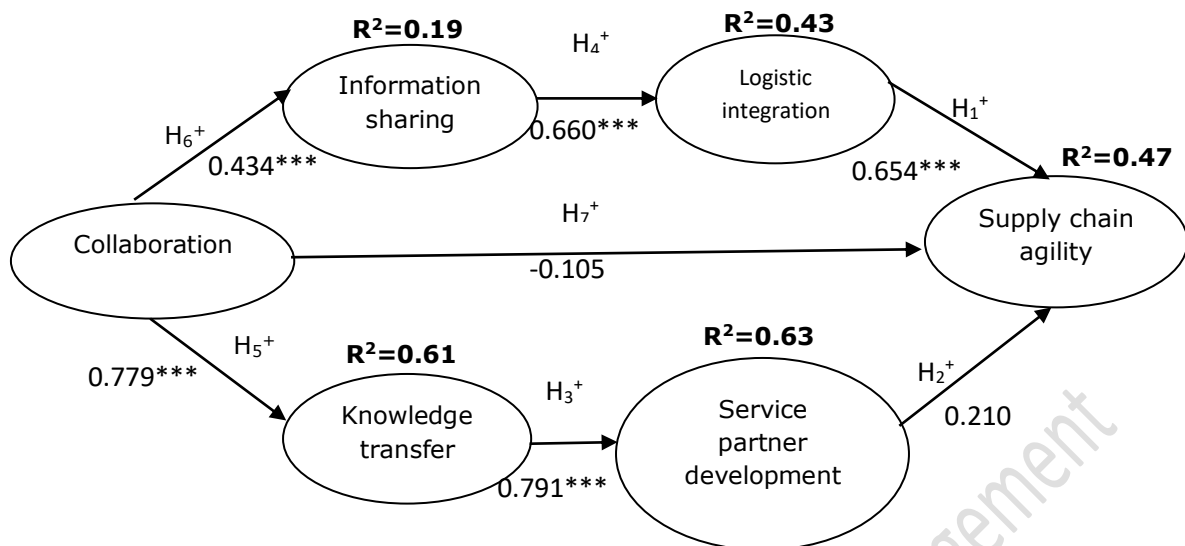 R²=0.19
H₄⁺
R²=0.43
Information
sharing
Logistic
integration
H₆⁺
0.434***
0.660***
H₁⁺
0.654***
R²=0.47
Collaboration
H₇⁺
-0.105
Supply chain
agility
H₅⁺
0.779***
R²=0.61
H₃⁺
R²=0.63
H₂⁺
Knowledge
transfer
0.791***
Service
partner
development
0.210